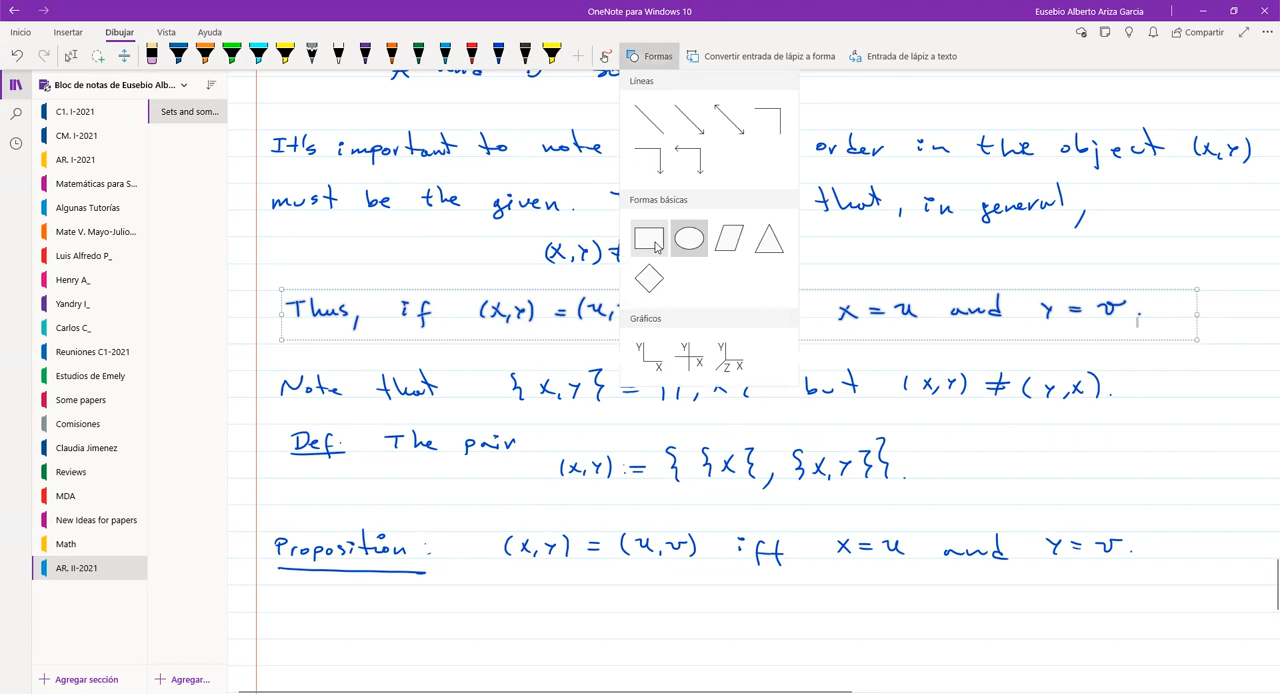 OneNote para Windows 10
Eusebio Alberto Ariza Garcia
Inicio Insertar Dibujar Vista Ayuda
Compartir
Formas Convertir entrada de lápiz a forma Entrada de lápiz a texto
Bloc de notas de Eusebio Alb...
C1. I-2021
CM. I-2021
AR. I-2021
Matemáticas para S...
Algunas Tutorías
Mate V. Mayo-Julio...
Luis Alfredo P_
Henry A_
Yandry I_
Carlos C_
Reuniones C1-2021
Estudios de Emely
Some papers
Comisiones
Claudia Jimenez
Reviews
MDA
New Ideas for papers
Math
AR. II-2021
Agregar sección
Sets and som...
Agregar...
Líneas
Formas básicas
Gráficos
Y X Y X Y Z X
It's important to note order in the object (x,y)
must be the given. that, in general,
(x,y) ≠
Thus, if (x,y) = (u, x = u and y = v.
Note that {x,y} = but (x,y) ≠ (y,x).
Def: The pair
(x,y) := { {x}, {x,y}}.
Proposition: (x,y) = (u,v) iff x = u and y = v.